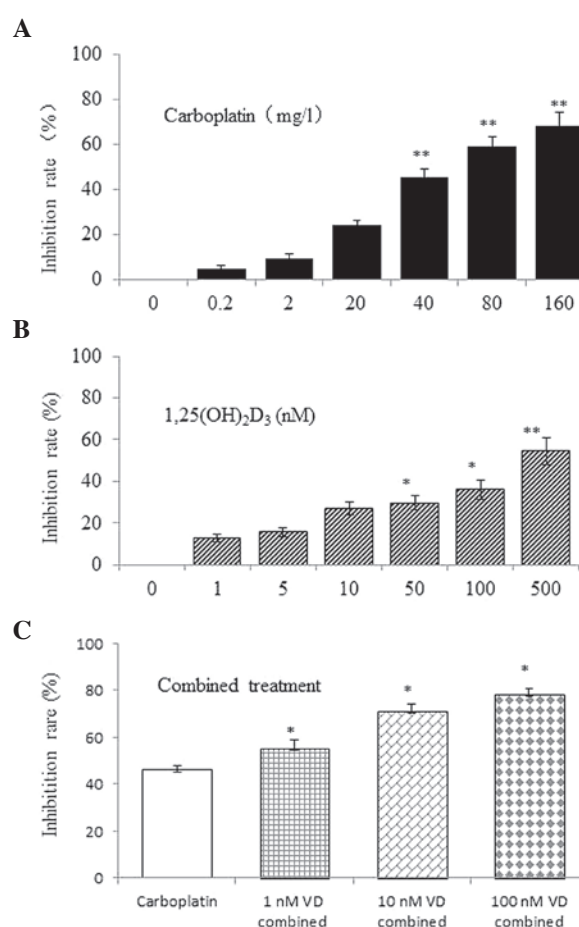 A
100
80
60
40
20
0
Inhibition rate (%)
Carboplatin (mg/l)
**
**
**
0 0.2 2 20 40 80 160
B
100
80
60
40
20
0
Inhibition rate (%)
1,25(OH)₂D₃ (nM)
*
*
**
0 1 5 10 50 100 500
C
100
80
60
40
20
0
Inhibitition rare (%)
Combined treatment
*
*
*
Carboplatin 1 nM VD 10 nM VD 100 nM VD
combined combined combined